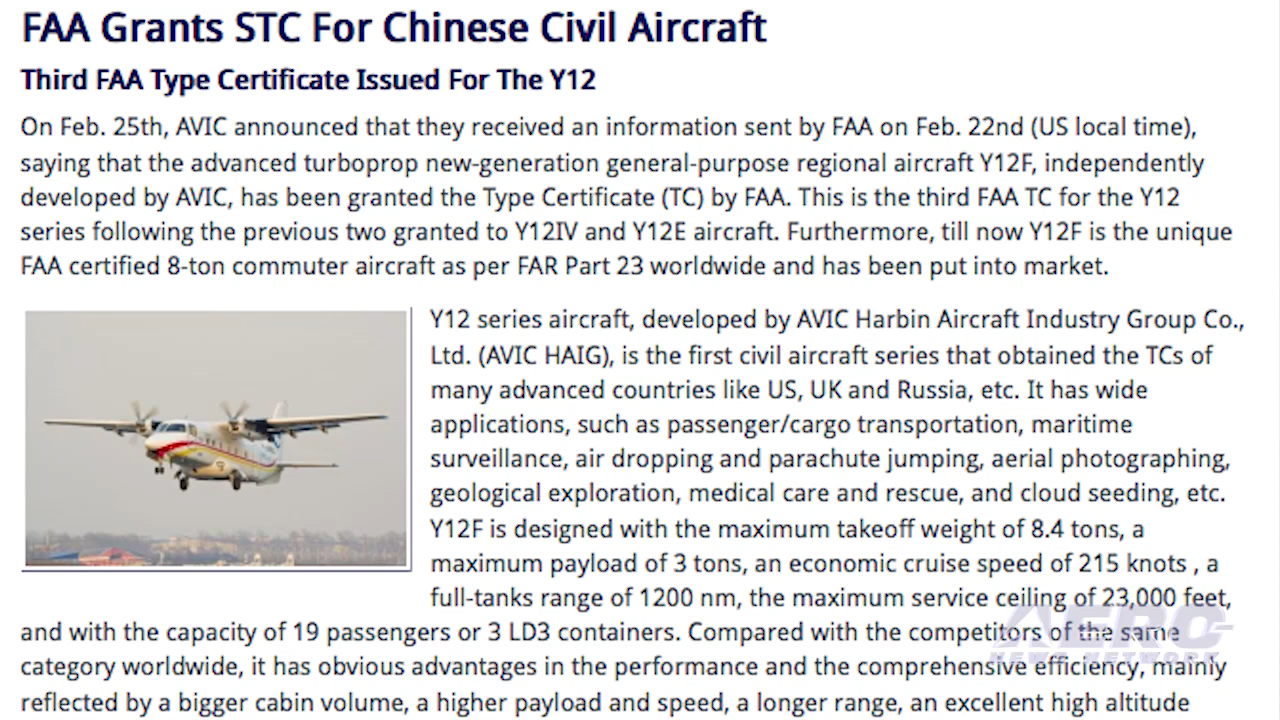 FAA Grants STC For Chinese Civil Aircraft
Third FAA Type Certificate Issued For The Y12
On Feb. 25th, AVIC announced that they received an information sent by FAA on Feb. 22nd (US local time),
saying that the advanced turboprop new-generation general-purpose regional aircraft Y12F, independently
developed by AVIC, has been granted the Type Certificate (TC) by FAA. This is the third FAA TC for the Y12
series following the previous two granted to Y12IV and Y12E aircraft. Furthermore, till now Y12F is the unique
FAA certified 8-ton commuter aircraft as per FAR Part 23 worldwide and has been put into market.
Y12 series aircraft, developed by AVIC Harbin Aircraft Industry Group Co.,
Ltd. (AVIC HAIG), is the first civil aircraft series that obtained the TCs of
many advanced countries like US, UK and Russia, etc. It has wide
applications, such as passenger/cargo transportation, maritime
surveillance, air dropping and parachute jumping, aerial photographing,
geological exploration, medical care and rescue, and cloud seeding, etc.
Y12F is designed with the maximum takeoff weight of 8.4 tons, a
maximum payload of 3 tons, an economic cruise speed of 215 knots , a
full-tanks range of 1200 nm, the maximum service ceiling of 23,000 feet,
and with the capacity of 19 passengers or 3 LD3 containers. Compared with the competitors of the same
category worldwide, it has obvious advantages in the performance and the comprehensive efficiency, mainly
reflected by a bigger cabin volume, a higher payload and speed, a longer range, an excellent high altitude
AERO
NEWS NETWORK